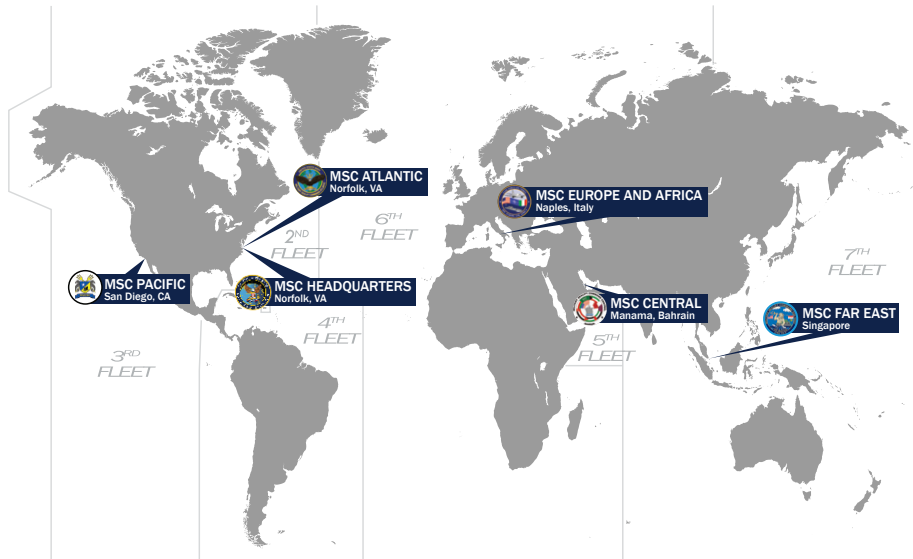 MSC ATLANTIC
Norfolk, VA
MSC EUROPE AND AFRICA
Naples, Italy
6TH
FLEET
2ND
FLEET
7TH
FLEET
MSC PACIFIC
San Diego, CA
MSC HEADQUARTERS
Norfolk, VA
MSC CENTRAL
Manama, Bahrain
MSC FAR EAST
Singapore
4TH
FLEET
5TH
FLEET
3RD
FLEET